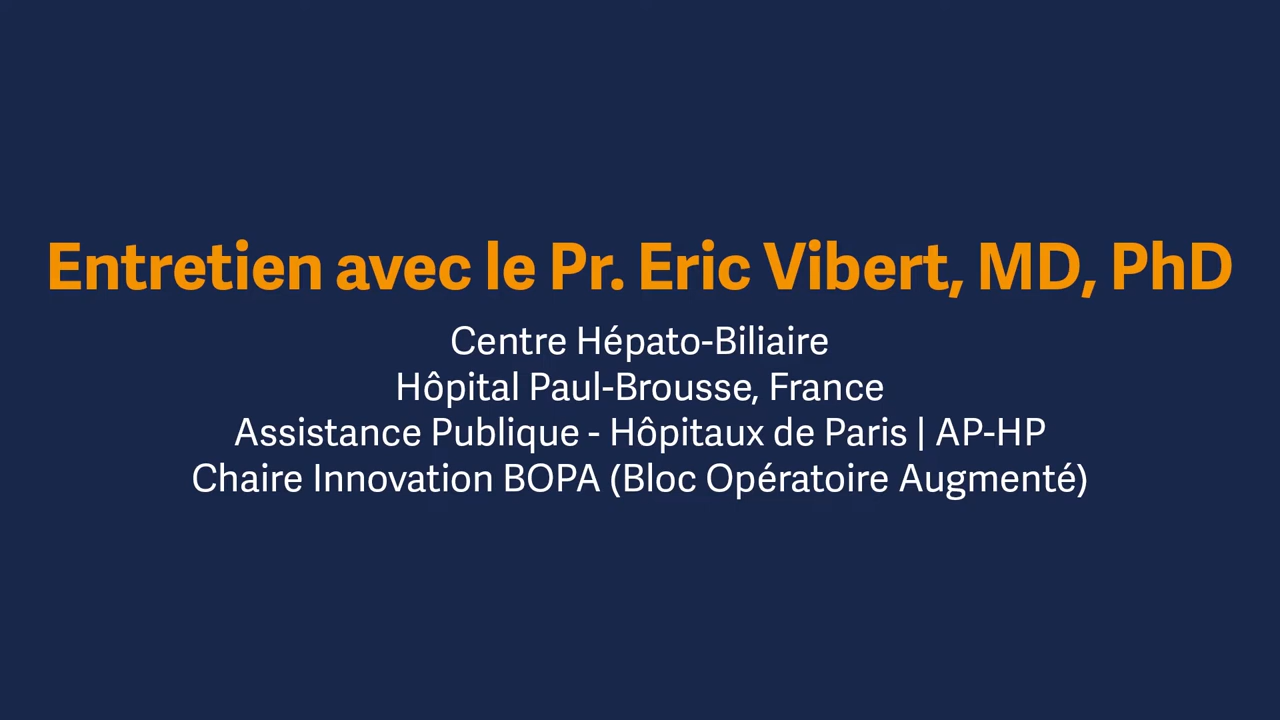 Entretien avec le Pr. Eric Vibert, MD, PhD
Centre Hépato-Biliaire
Hôpital Paul-Brousse, France
Assistance Publique - Hôpitaux de Paris | AP-HP
Chaire Innovation BOPA (Bloc Opératoire Augmenté)